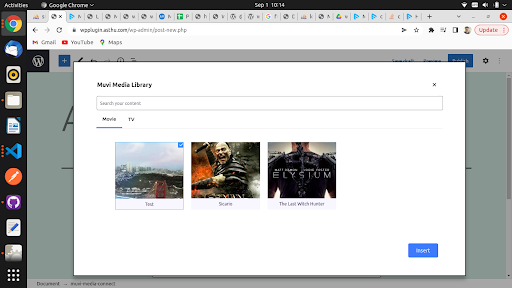 Activities
Google Chrome
Sep 1 10:14
wpplugin.aschs.com/wp-admin/post-new.php
Update
Gmail
YouTube
Maps
Muvi Media Library
Search your content
Movie
TV
MATT DAMON
JODIE FOSTER
ELYSIUM
Test
Sicario
The Last Witch Hunter
Insert
Document → muvi-media-connect